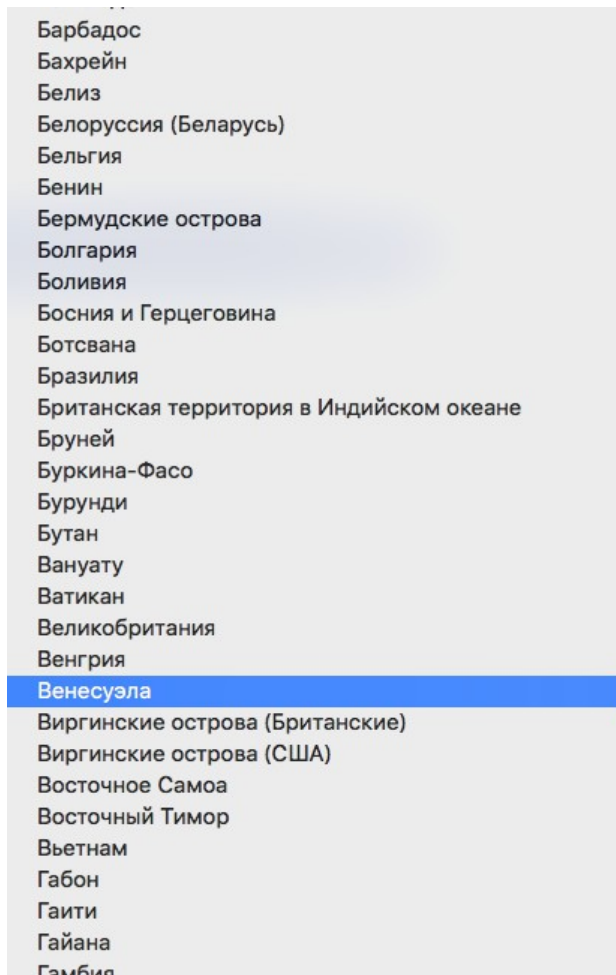 Барбадос
Бахрейн
Белиз
Белоруссия (Беларусь)
Бельгия
Бенин
Бермудские острова
Болгария
Боливия
Босния и Герцеговина
Ботсвана
Бразилия
Британская территория в Индийском океане
Бруней
Буркина-Фасо
Бурунди
Бутан
Вануату
Ватикан
Великобритания
Венгрия
Венесуэла
Виргинские острова (Британские)
Виргинские острова (США)
Восточное Самоа
Восточный Тимор
Вьетнам
Габон
Гаити
Гайана
Гамбия